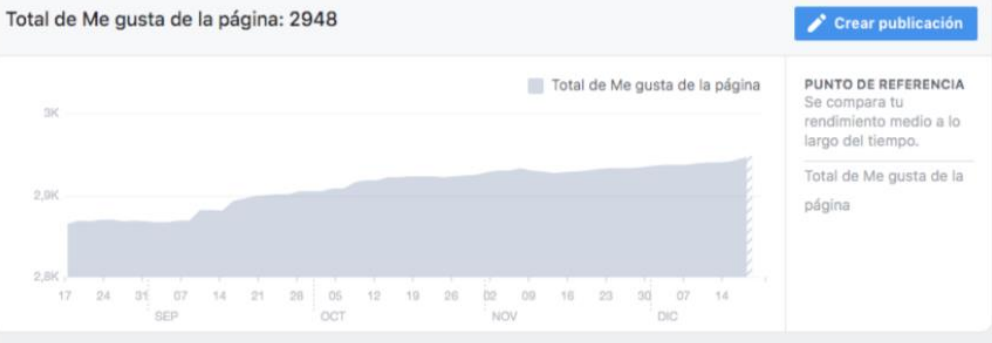 Total de Me gusta de la página: 2948
Crear publicación
Total de Me gusta de la página
3K
2,9K
2,8K
17 24 31 07 14 21 28 05 12 19 26 02 09 16 23 30 07 14
SEP OCT NOV DIC
PUNTO DE REFERENCIA
Se compara tu
rendimiento medio a lo
largo del tiempo.
Total de Me gusta de la
página